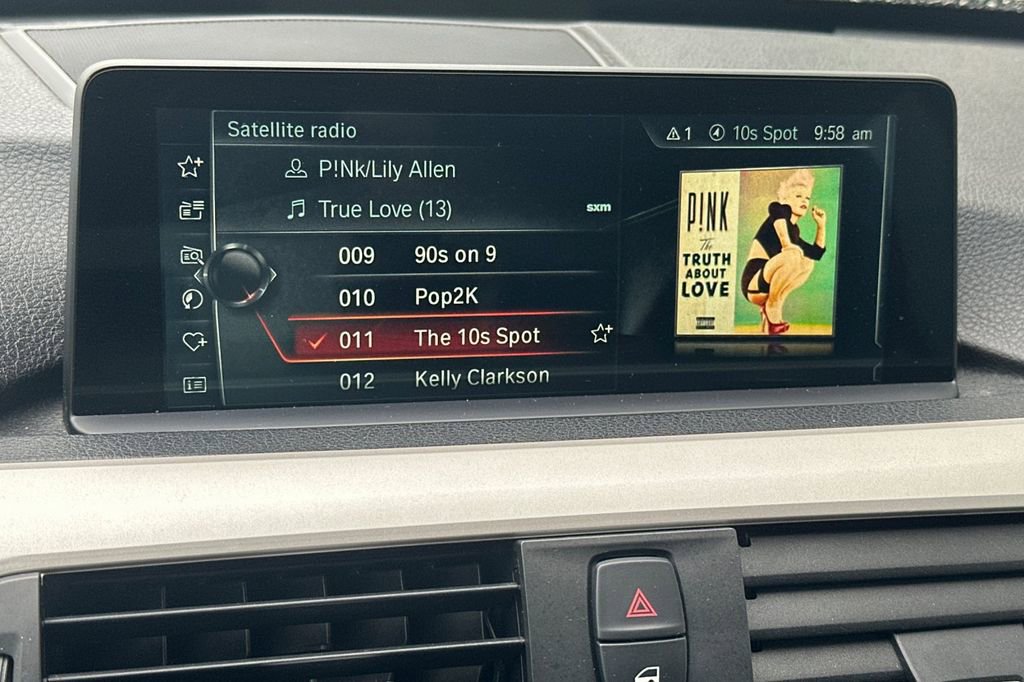 Satellite radio
1 10s Spot 9:58 am
P!Nk/Lily Allen
True Love (13)
sxm
009 90s on 9
010 Pop2K
011 The 10s Spot
012 Kelly Clarkson
P!NK
The
TRUTH
ABOUT
LOVE